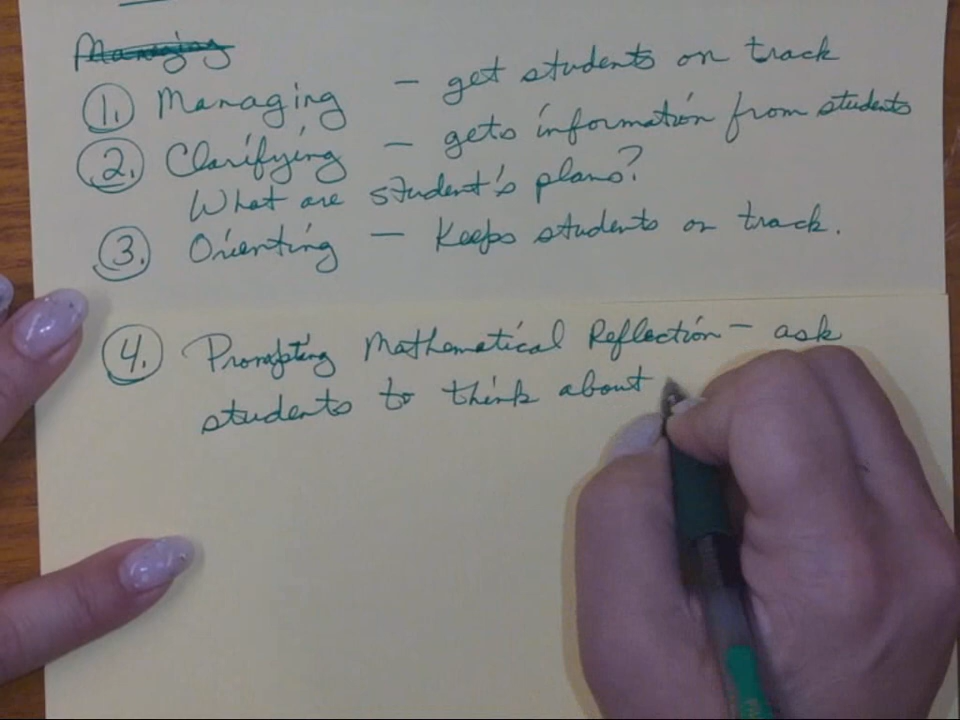 Managing
1. Managing – get students on track
2. Clarifying – gets information from students
What are student's plans?
3. Orienting – Keeps students on track.
4. Prompting Mathematical Reflection – ask
students to think about